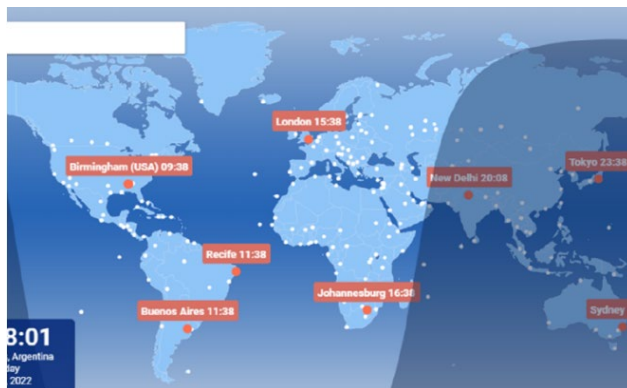 London 15:38
Birmingham (USA) 09:38
Tokyo 23:38
New Delhi 20:08
Recife 11:38
Johannesburg 16:38
Buenos Aires 11:38
Sydney
8:01
, Argentina
day
2022